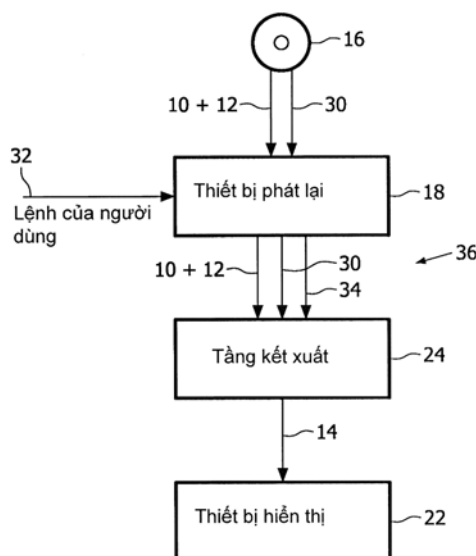 16
10 + 12
30
32
Thiết bị phát lại
18
Lệnh của người
dùng
36
10 + 12
30
34
Tầng kết xuất
24
14
Thiết bị hiển thị
22